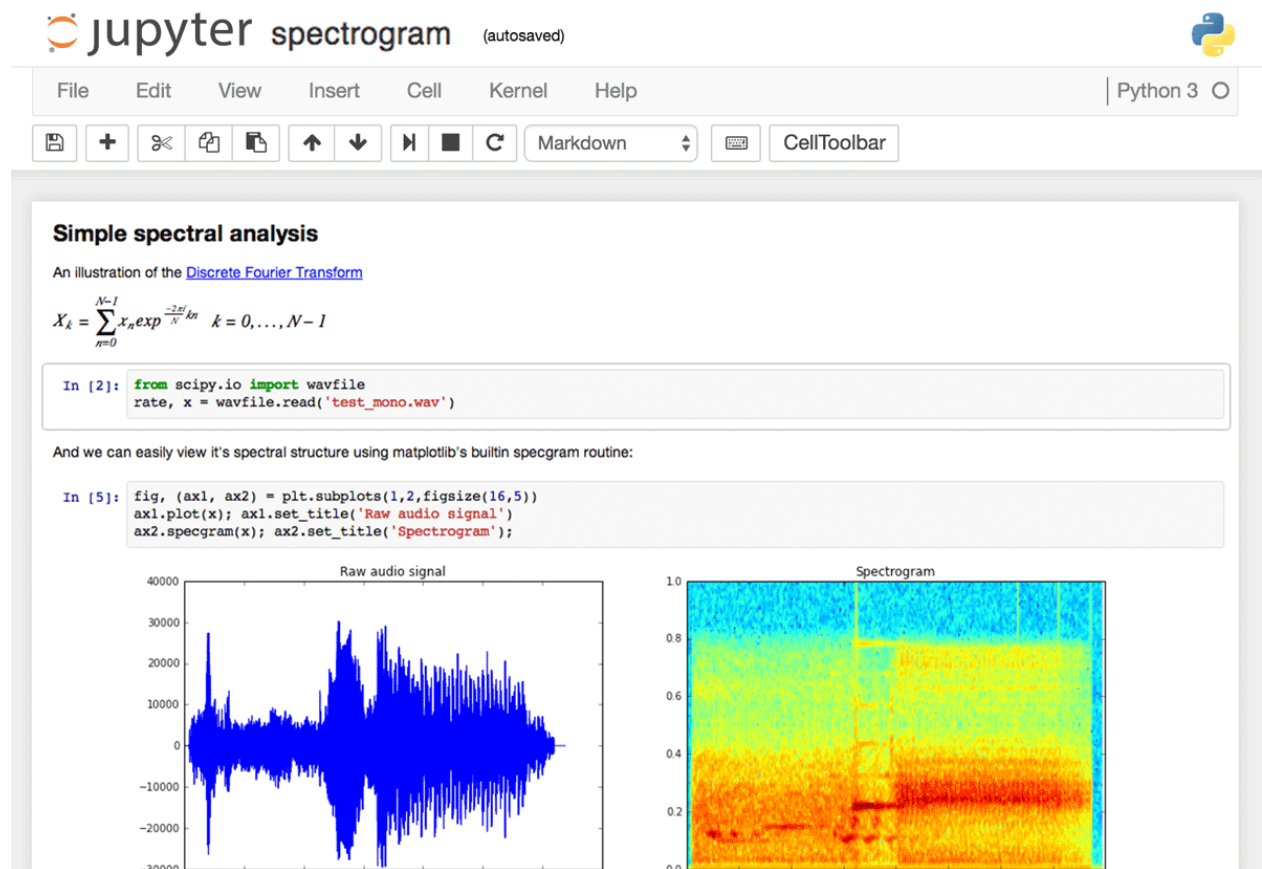 jupyter spectrogram (autosaved)
File Edit View Insert Cell Kernel Help Python 3
Markdown CellToolbar
Simple spectral analysis
An illustration of the Discrete Fourier Transform
X_k = ∑_{n=0}^{N−1} x_n exp^{\frac{−2πi}{N} kn} k = 0, . . . , N − 1
In [2]: from scipy.io import wavfile
rate, x = wavfile.read('test_mono.wav')
And we can easily view it's spectral structure using matplotlib's builtin specgram routine:
In [5]: fig, (ax1, ax2) = plt.subplots(1,2,figsize(16,5))
ax1.plot(x); ax1.set_title('Raw audio signal')
ax2.specgram(x); ax2.set_title('Spectrogram');
Raw audio signal
40000
30000
20000
10000
0
−10000
−20000
−30000
Spectrogram
1.0
0.8
0.6
0.4
0.2
0.0